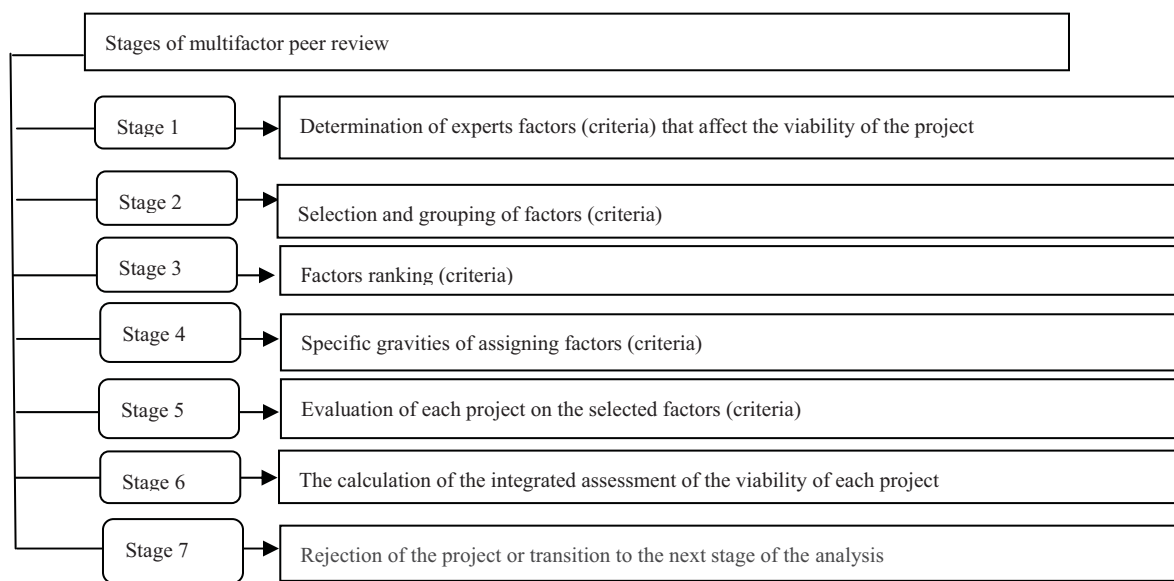 Stages of multifactor peer review
Stage 1
Determination of experts factors (criteria) that affect the viability of the project
Stage 2
Selection and grouping of factors (criteria)
Stage 3
Factors ranking (criteria)
Stage 4
Specific gravities of assigning factors (criteria)
Stage 5
Evaluation of each project on the selected factors (criteria)
Stage 6
The calculation of the integrated assessment of the viability of each project
Stage 7
Rejection of the project or transition to the next stage of the analysis